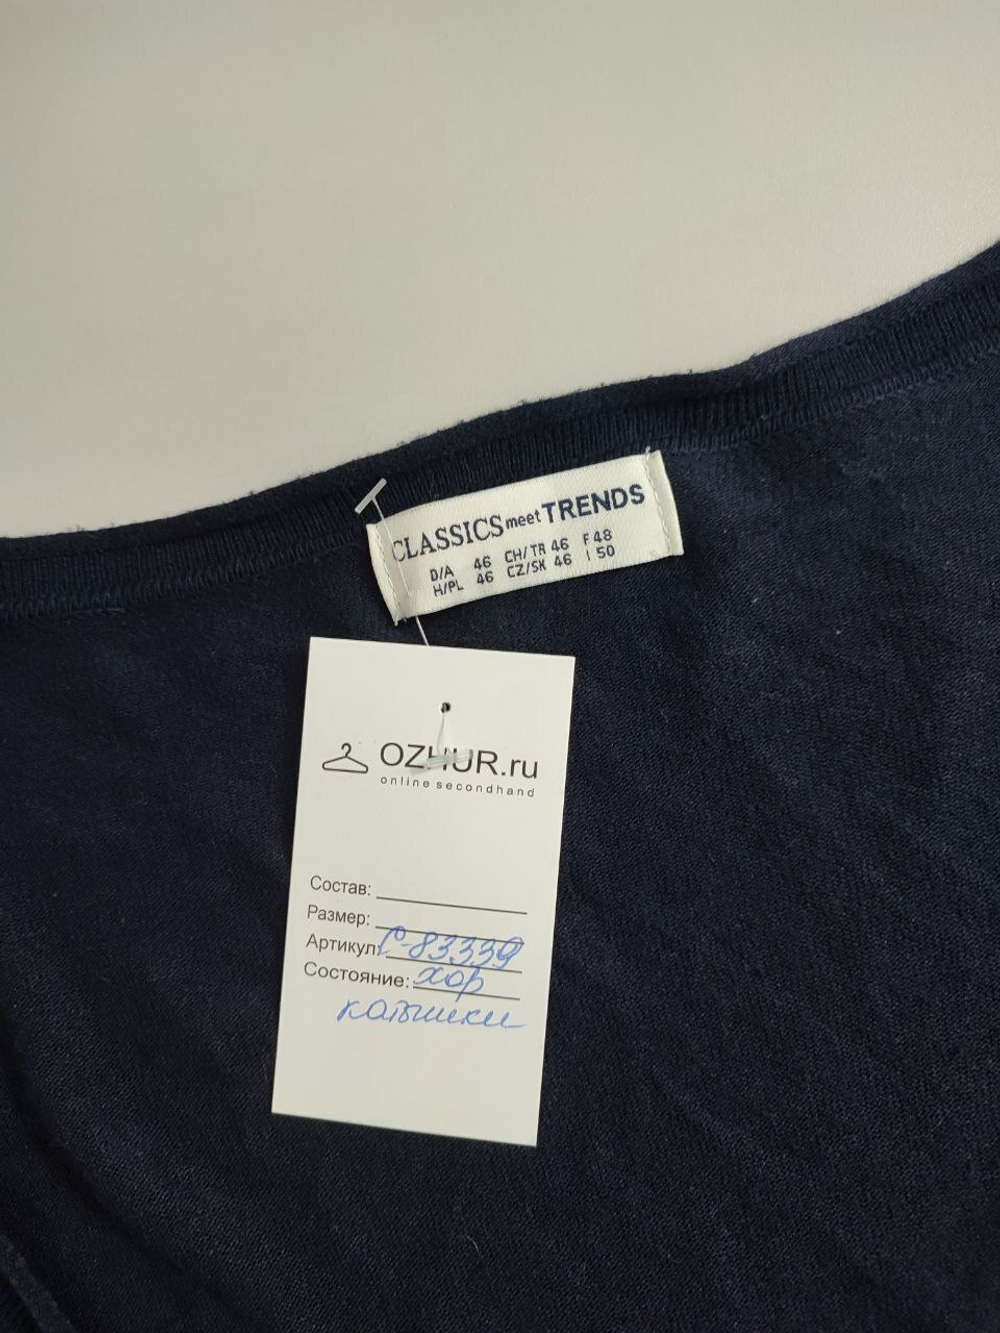 CLASSICS meet TRENDS
D/A 46 CH/TR 46 F 48
H/PL 46 CZ/SK 46 I 50
OZHUR.ru
online secondhand
Состав:
Размер:
Артикул: С-83339
Состояние: хор
катышки